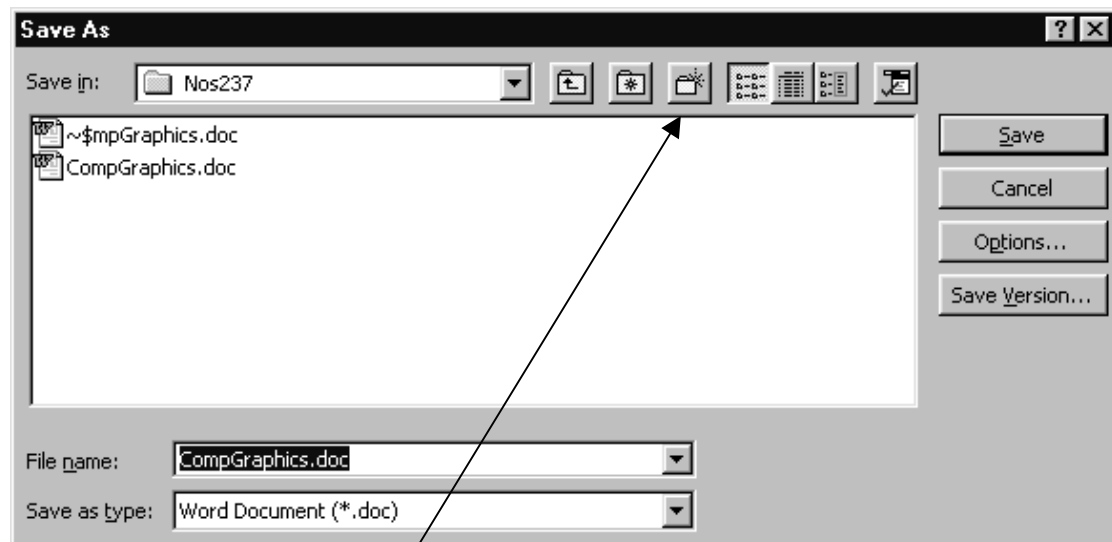 Save As
Save in: Nos237
~$mpGraphics.doc
CompGraphics.doc
Save
Cancel
Options...
Save Version...
File name: CompGraphics.doc
Save as type: Word Document (*.doc)